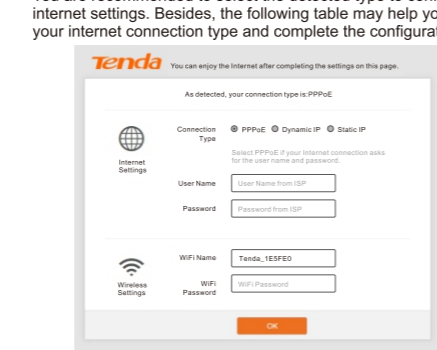 internet settings. Besides, the following table may help yo
your internet connection type and complete the configurat
Tenda You can enjoy the Internet after completing the settings on this page.
As detected, your connection type is:PPPoE
Connection Type PPPoE Dynamic IP Static IP
Select PPPoE if your Internet connection asks
for the user name and password.
Internet
Settings
User Name User Name from ISP
Password Password from ISP
WiFi Name Tenda_1E5FE0
Wireless
Settings
WiFi
Password WiFi Password
OK